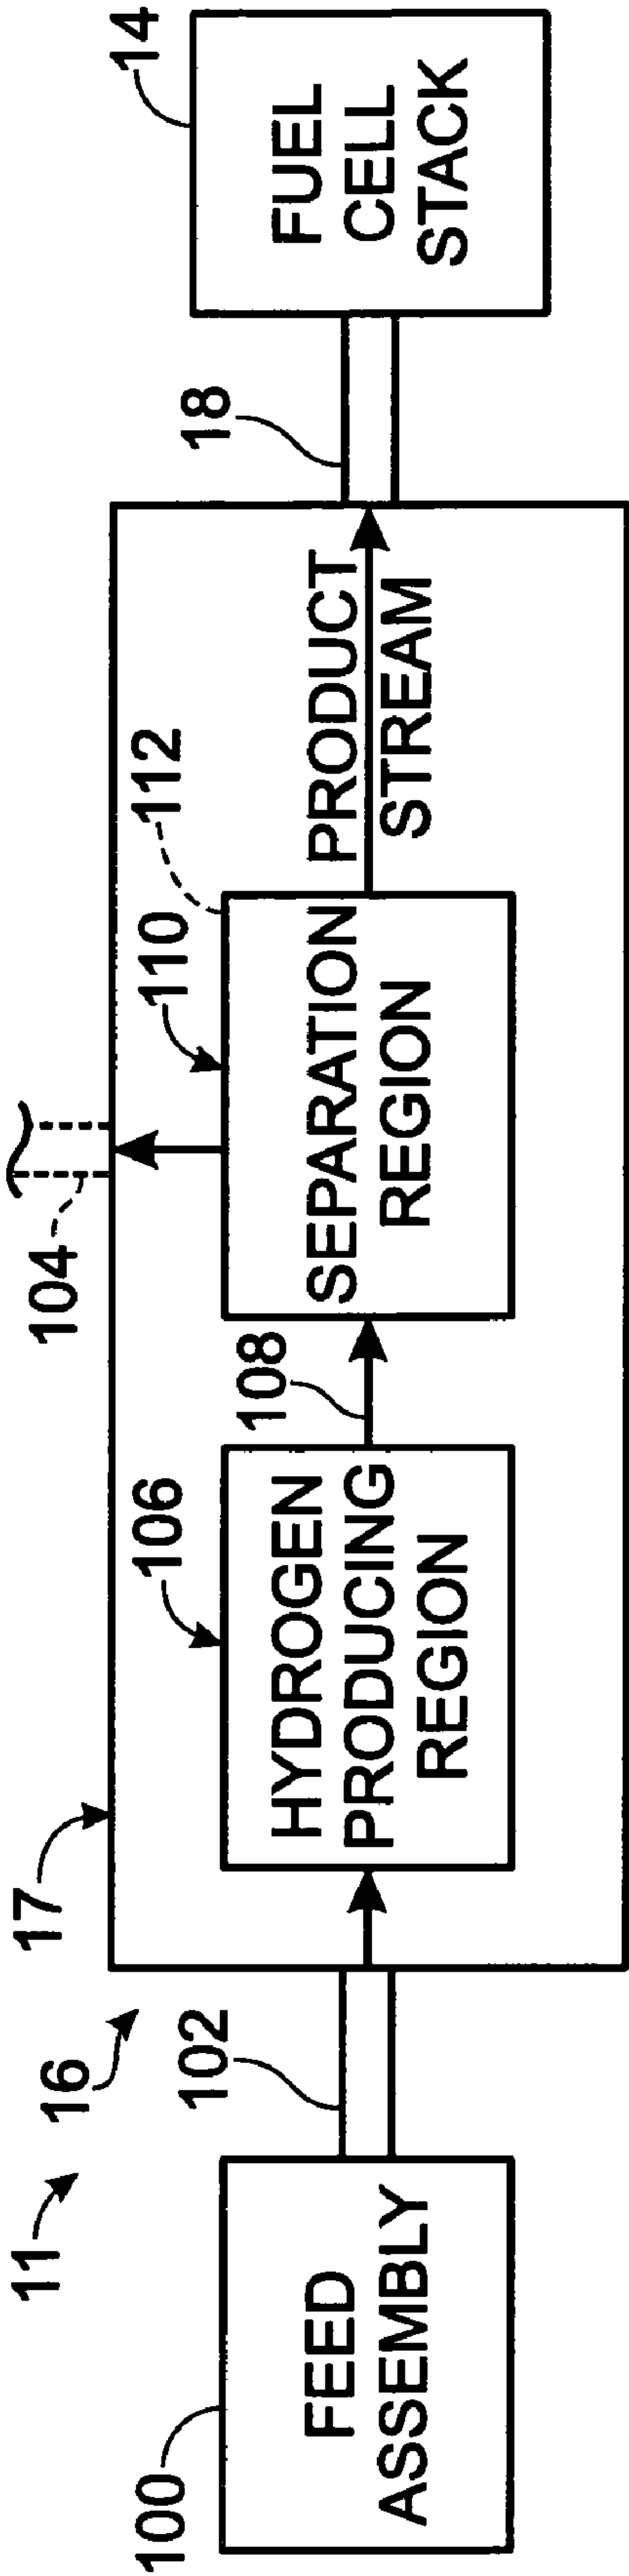 11
16
17
100
FEED
ASSEMBLY
102
106
HYDROGEN
PRODUCING
REGION
108
104
110
112
SEPARATION
REGION
PRODUCT
STREAM
18
14
FUEL
CELL
STACK